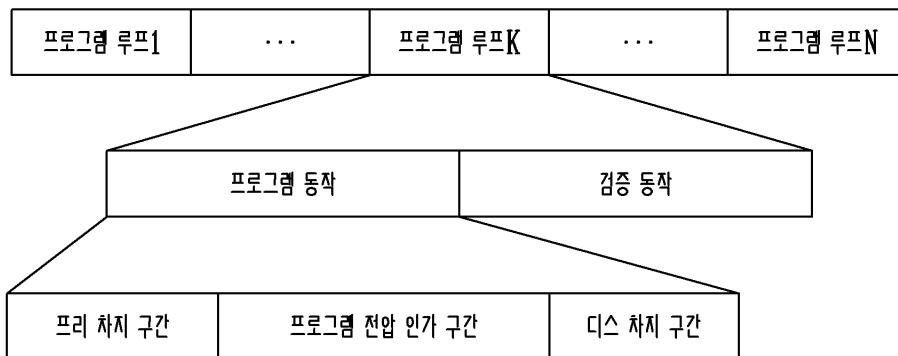 프로그램 루프1 ... 프로그램 루프K ... 프로그램 루프N
프로그램 동작 검증 동작
프리 차지 구간 프로그램 전압 인가 구간 디스 차지 구간